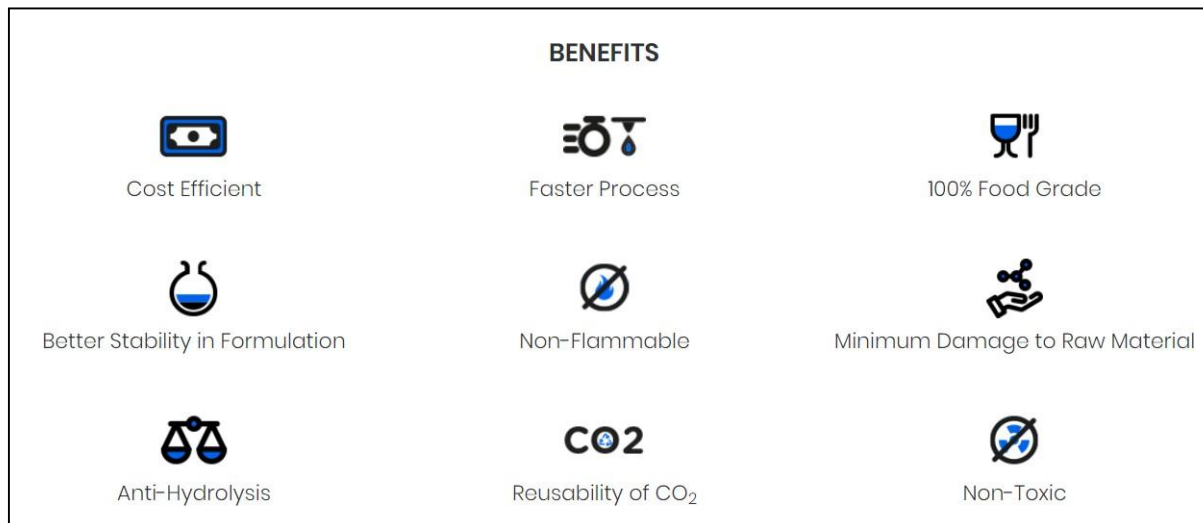 BENEFITS
Cost Efficient
Faster Process
100% Food Grade
Better Stability in Formulation
Non-Flammable
Minimum Damage to Raw Material
CO2
Anti-Hydrolysis
Reusability of CO₂
Non-Toxic